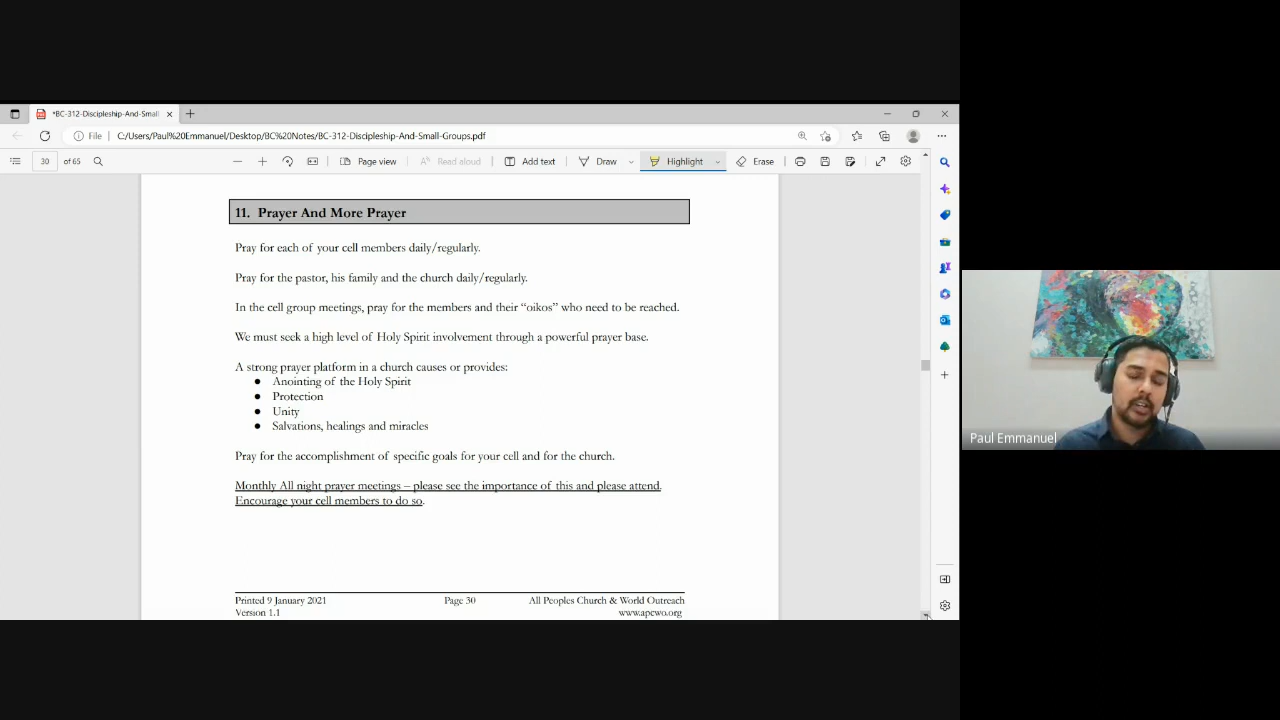 *BC-312-Discipleship-And-Small
File
C:/Users/Paul%20Emmanuel/Desktop/BC%20Notes/BC-312-Discipleship-And-Small-Groups.pdf
30 of 65
Page view
Read aloud
Add text
Draw
Highlight
Erase
11. Prayer And More Prayer
Pray for each of your cell members daily/regularly.
Pray for the pastor, his family and the church daily/regularly.
In the cell group meetings, pray for the members and their “oikos” who need to be reached.
We must seek a high level of Holy Spirit involvement through a powerful prayer base.
A strong prayer platform in a church causes or provides:
● Anointing of the Holy Spirit
● Protection
● Unity
● Salvations, healings and miracles
Pray for the accomplishment of specific goals for your cell and for the church.
Monthly All night prayer meetings – please see the importance of this and please attend.
Encourage your cell members to do so.
Printed 9 January 2021 Page 30 All Peoples Church & World Outreach
Version 1.1 www.apcwo.org
Paul Emmanuel